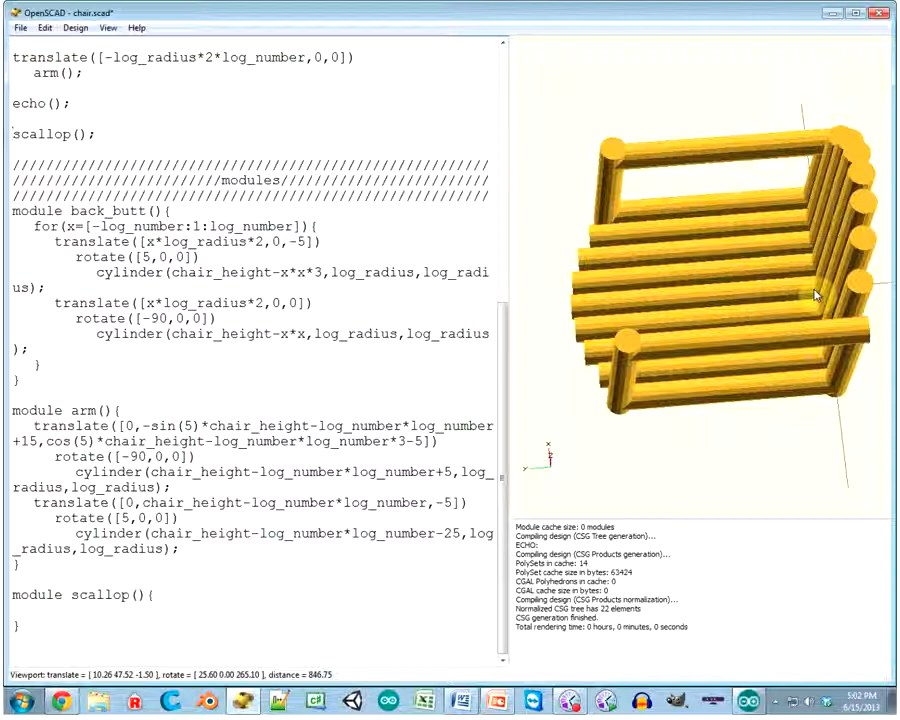 OpenSCAD - chair.scad*
File Edit Design View Help
translate([-log_radius*2*log_number,0,0])
arm();
echo();
scallop();
/////////////////////////////////////////////////////////
/////////////////////////modules/////////////////////////
/////////////////////////////////////////////////////////
module back_butt(){
for(x=[-log_number:1:log_number]){
translate([x*log_radius*2,0,-5])
rotate([5,0,0])
cylinder(chair_height-x*x*3,log_radius,log_radi
us);
translate([x*log_radius*2,0,0])
rotate([-90,0,0])
cylinder(chair_height-x*x,log_radius,log_radius
);
}
}
module arm(){
translate([0,-sin(5)*chair_height-log_number*log_number
+15,cos(5)*chair_height-log_number*log_number*3-5])
rotate([-90,0,0])
cylinder(chair_height-log_number*log_number+5,log_
radius,log_radius);
translate([0,chair_height-log_number*log_number,-5])
rotate([5,0,0])
cylinder(chair_height-log_number*log_number-25,log
_radius,log_radius);
}
module scallop(){
}
Module cache size: 0 modules
Compiling design (CSG Tree generation)...
ECHO:
Compiling design (CSG Products generation)...
PolySets in cache: 14
PolySet cache size in bytes: 63424
CGAL Polyhedrons in cache: 0
CGAL cache size in bytes: 0
Compiling design (CSG Products normalization)...
Normalized CSG tree has 22 elements
CSG generation finished.
Total rendering time: 0 hours, 0 minutes, 0 seconds
Viewport: translate = [ 10.26 47.52 -1.50 ], rotate = [ 25.60 0.00 265.10 ], distance = 846.75
5:02 PM
6/15/2013